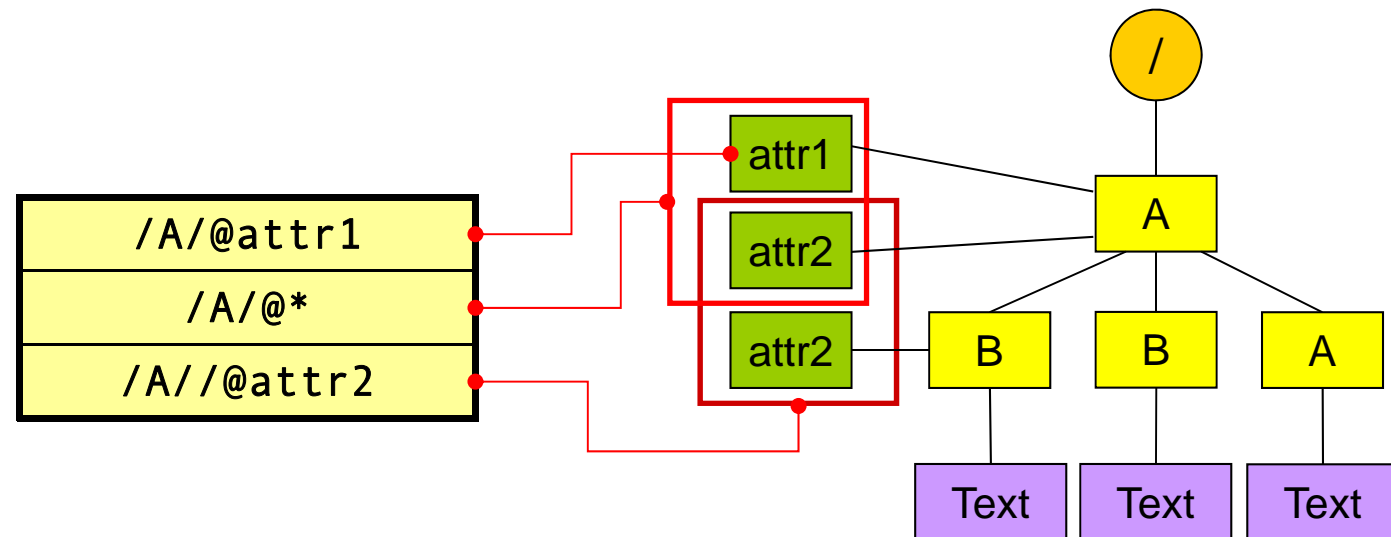 /
attr1
A
/A/@attr1
attr2
/A/@*
attr2
B
B
A
/A//@attr2
Text
Text
Text